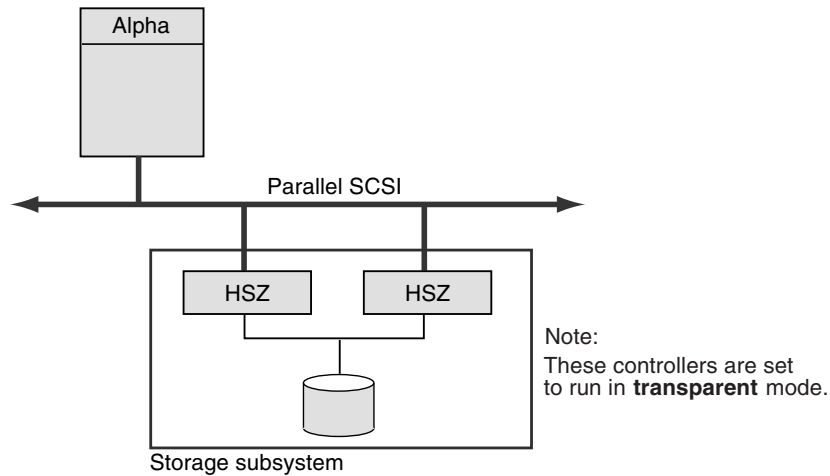 Alpha
Parallel SCSI
HSZ
HSZ
Note:
These controllers are set
to run in transparent mode.
Storage subsystem